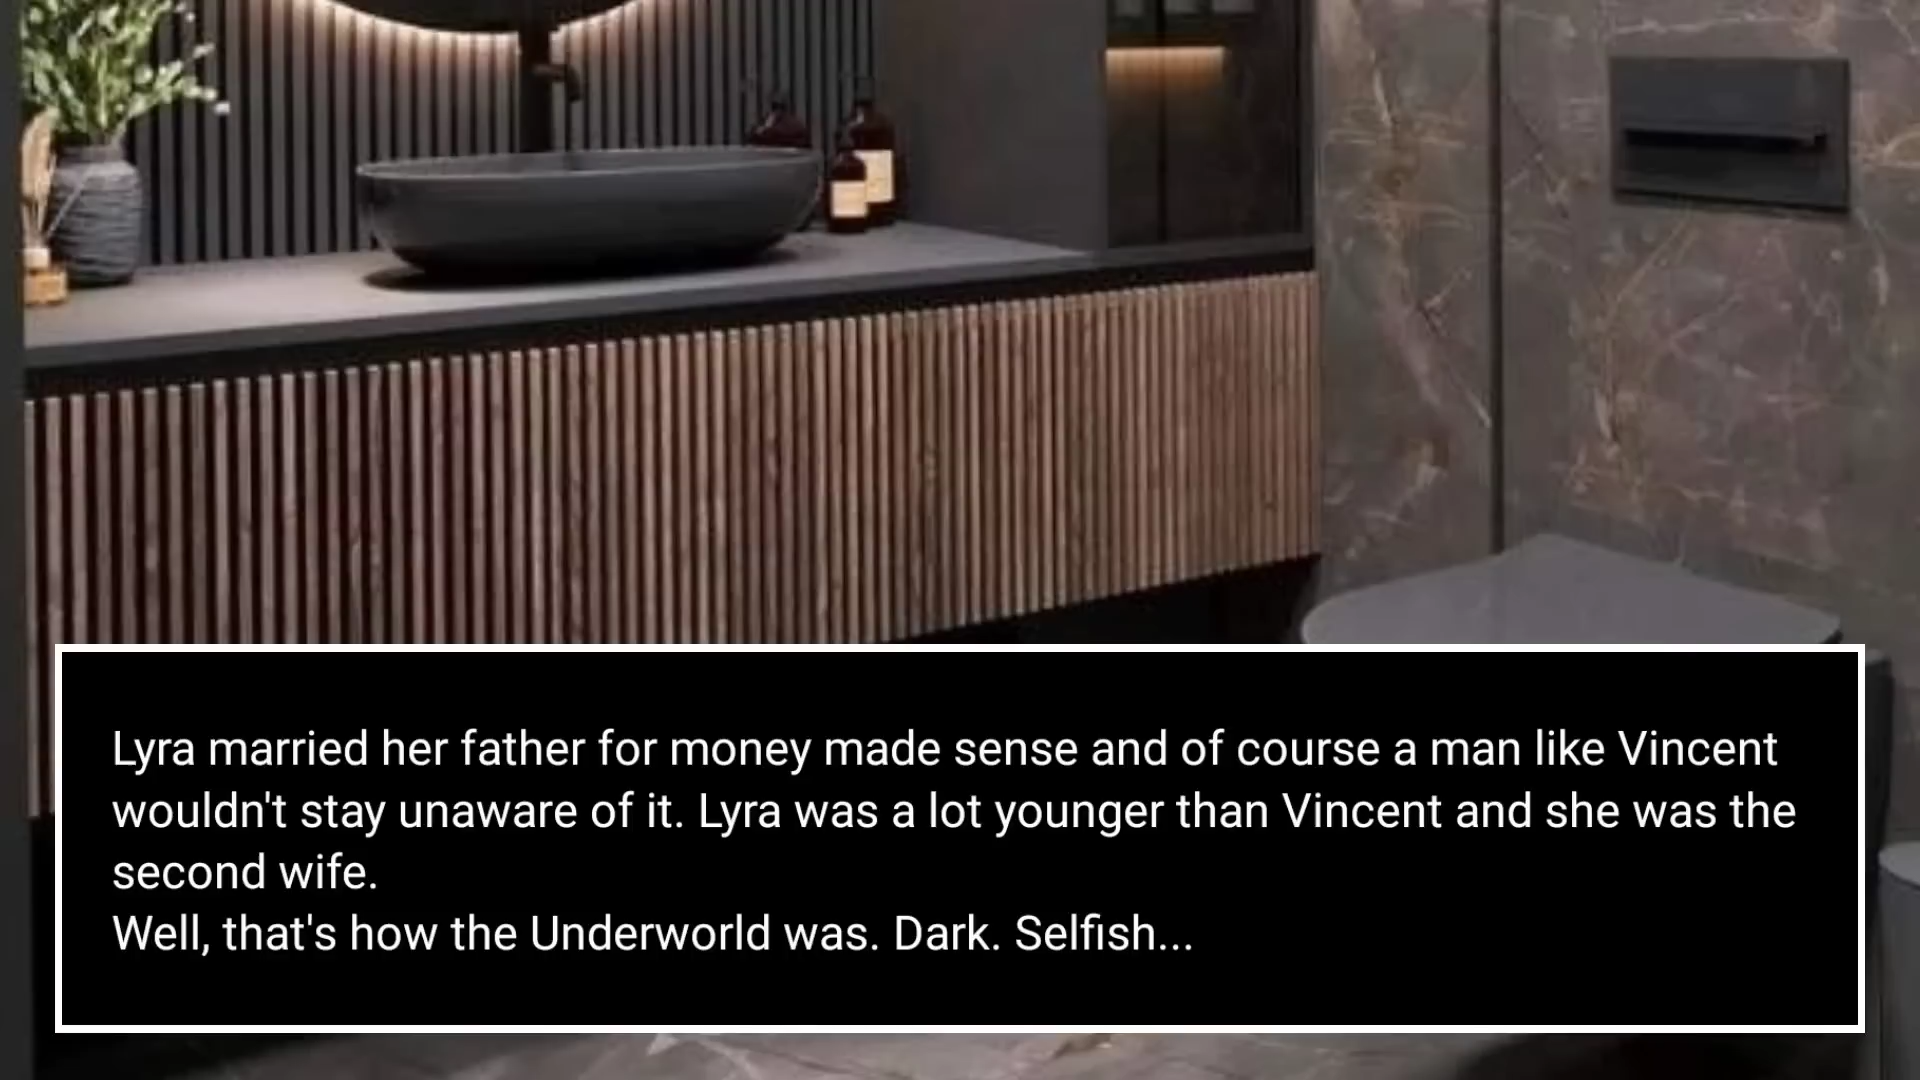 Lyra married her father for money made sense and of course a man like Vincent
wouldn't stay unaware of it. Lyra was a lot younger than Vincent and she was the
second wife.
Well, that's how the Underworld was. Dark. Selfish...